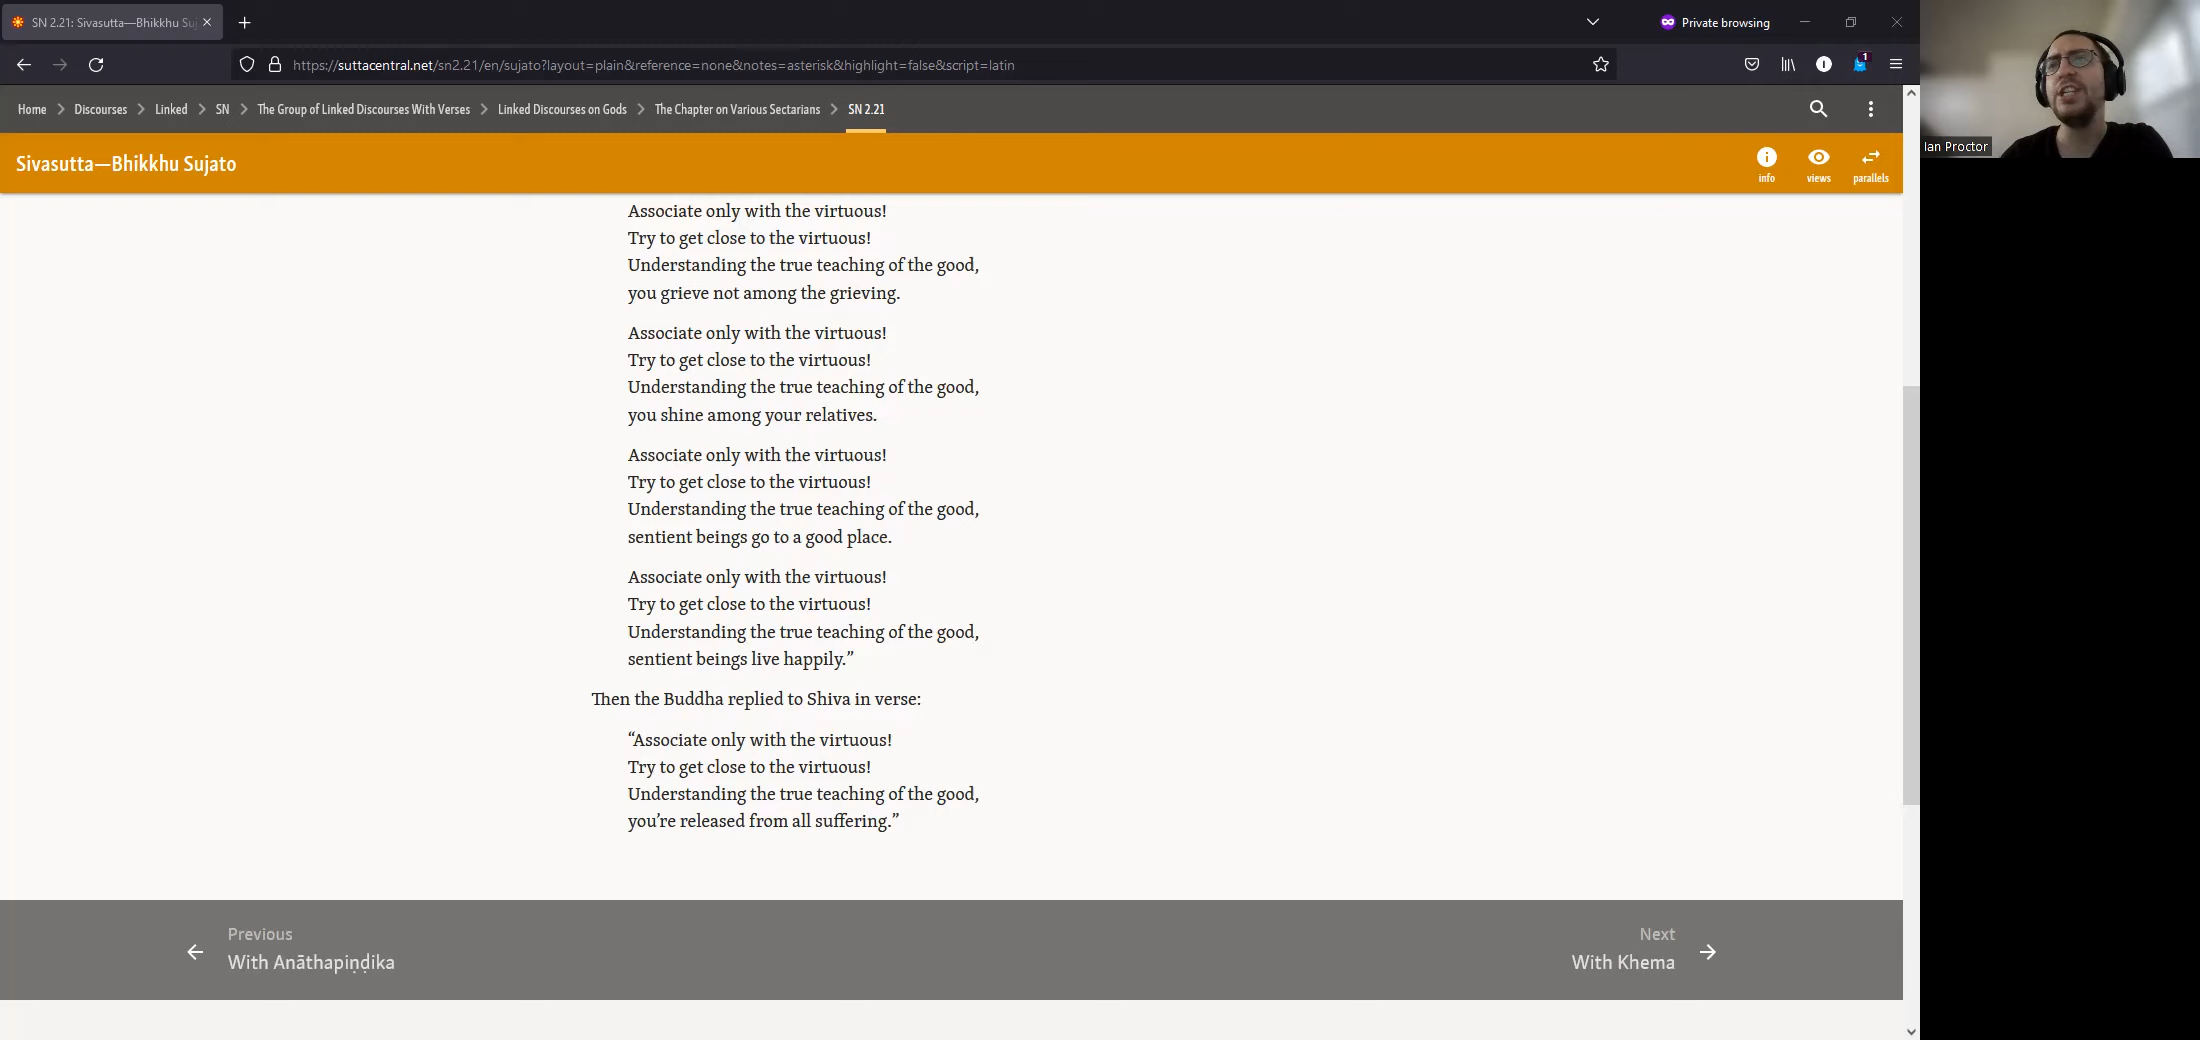 SN 2.21: Sivasutta—Bhikkhu Suj
Private browsing
https://suttacentral.net/sn2.21/en/sujato?layout=plain&reference=none&notes=asterisk&highlight=false&script=latin
1
Home Discourses Linked SN The Group of Linked Discourses With Verses Linked Discourses on Gods The Chapter on Various Sectarians SN 2.21
Sivasutta—Bhikkhu Sujato
info views parallels
Ian Proctor
Associate only with the virtuous!
Try to get close to the virtuous!
Understanding the true teaching of the good,
you grieve not among the grieving.
Associate only with the virtuous!
Try to get close to the virtuous!
Understanding the true teaching of the good,
you shine among your relatives.
Associate only with the virtuous!
Try to get close to the virtuous!
Understanding the true teaching of the good,
sentient beings go to a good place.
Associate only with the virtuous!
Try to get close to the virtuous!
Understanding the true teaching of the good,
sentient beings live happily.”
Then the Buddha replied to Shiva in verse:
“Associate only with the virtuous!
Try to get close to the virtuous!
Understanding the true teaching of the good,
you’re released from all suffering.”
Previous
With Anāthapiṇḍika
Next
With Khema